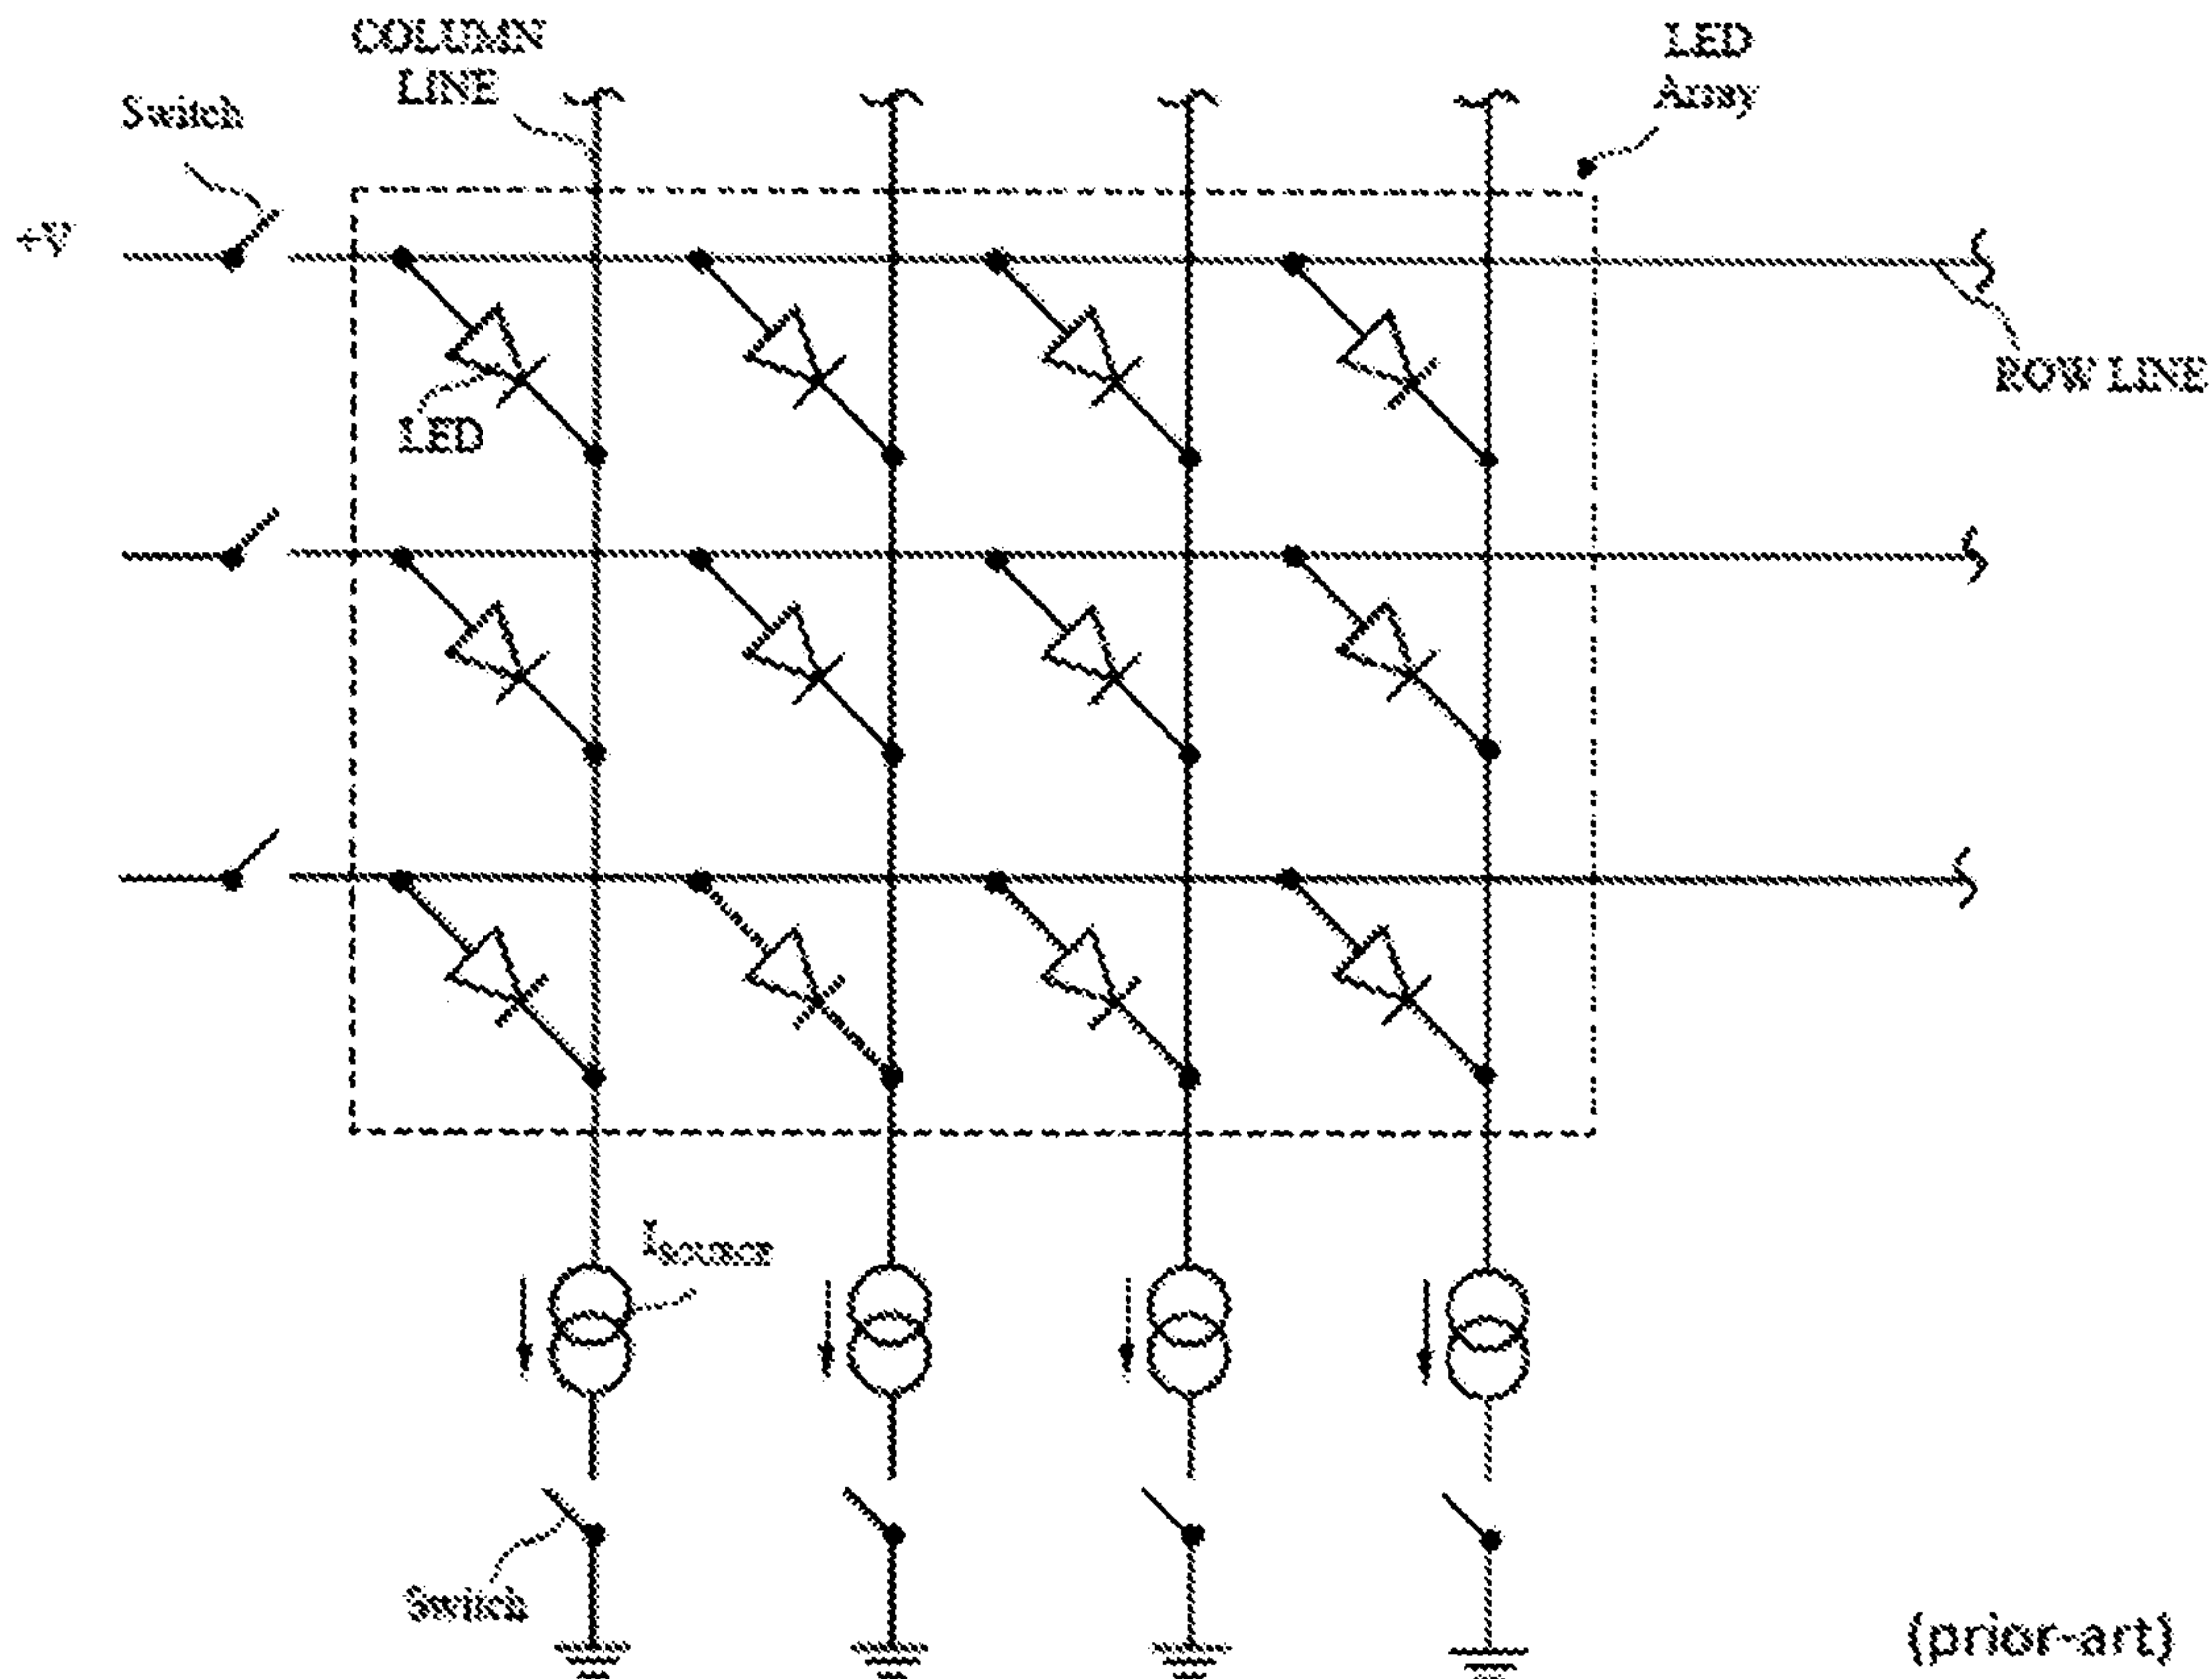 COLUMN
LINE
LED
Array
Switch
+V
ROW LINE
LED
Isource
Switch
(prior-art)